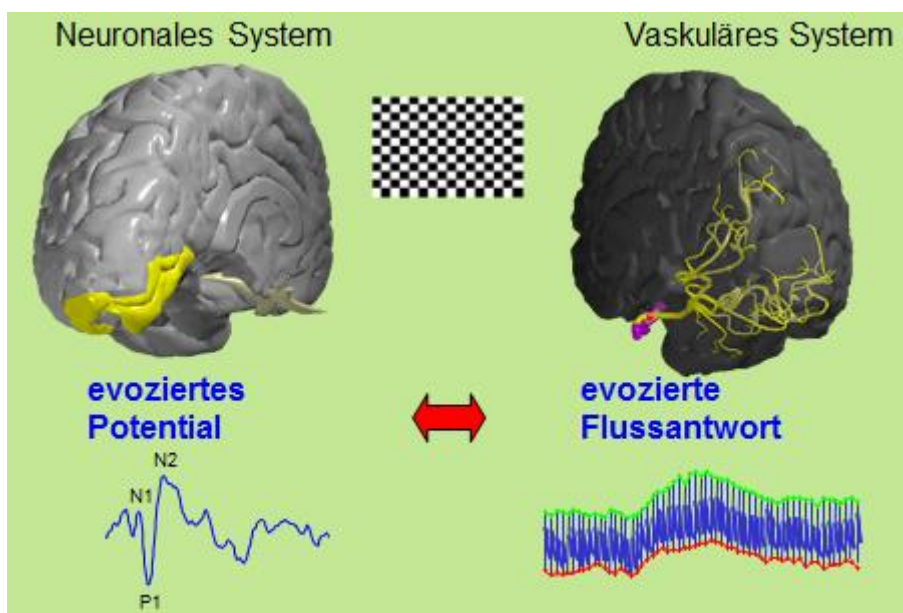 Neuronales System
Vaskuläres System
evoziertes
Potential
evozierte
Flussantwort
N2
N1
P1